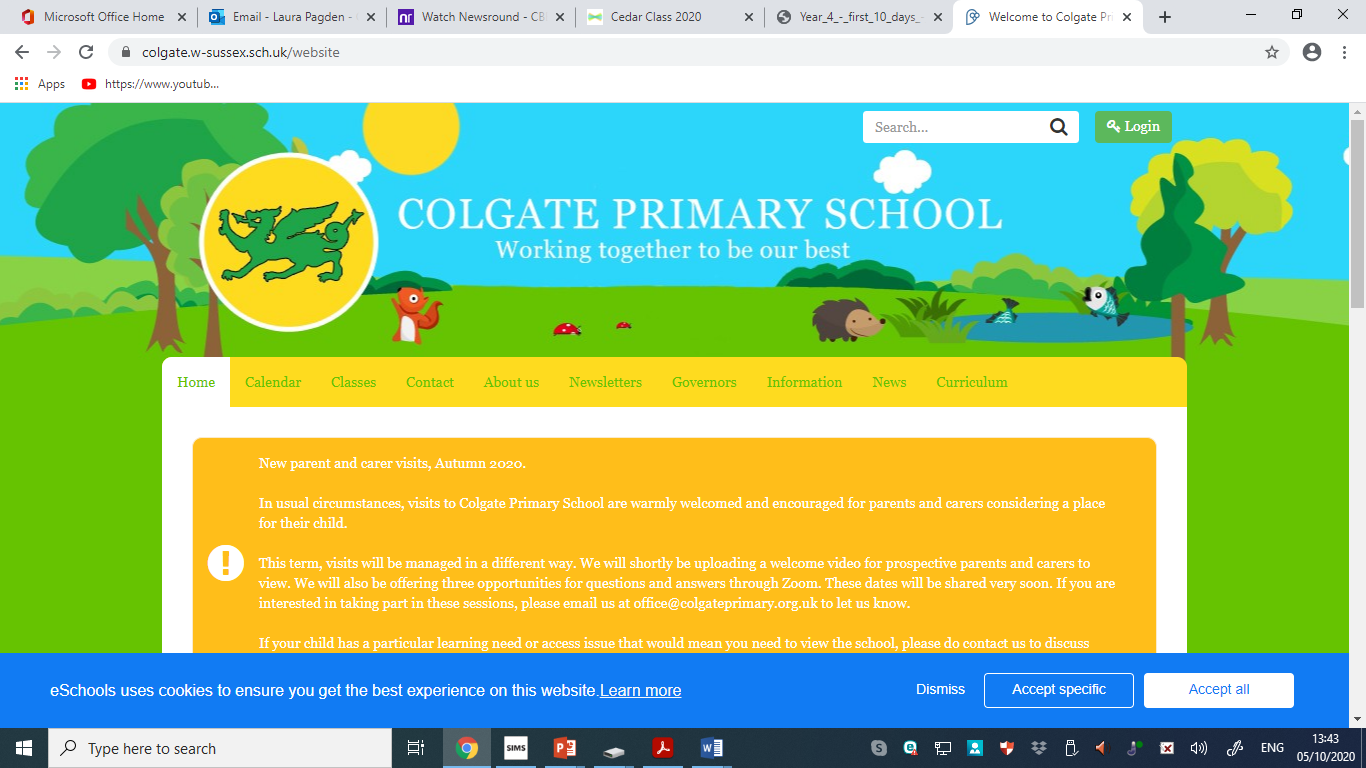 Microsoft Office Home
Email - Laura Pagden -
Watch Newsround - CB
Cedar Class 2020
Year_4_-_first_10_days_-
Welcome to Colgate Pri
colgate.w-sussex.sch.uk/website
Apps
https://www.youtub...
Search...
Login
COLGATE PRIMARY SCHOOL
Working together to be our best
Home
Calendar
Classes
Contact
About us
Newsletters
Governors
Information
News
Curriculum
New parent and carer visits, Autumn 2020.
In usual circumstances, visits to Colgate Primary School are warmly welcomed and encouraged for parents and carers considering a place
for their child.
This term, visits will be managed in a different way. We will shortly be uploading a welcome video for prospective parents and carers to
view. We will also be offering three opportunities for questions and answers through Zoom. These dates will be shared very soon. If you are
interested in taking part in these sessions, please email us at office@colgateprimary.org.uk to let us know.
If your child has a particular learning need or access issue that would mean you need to view the school, please do contact us to discuss
eSchools uses cookies to ensure you get the best experience on this website.Learn more
Dismiss
Accept specific
Accept all
Type here to search
SIMS
ENG
13:43
05/10/2020